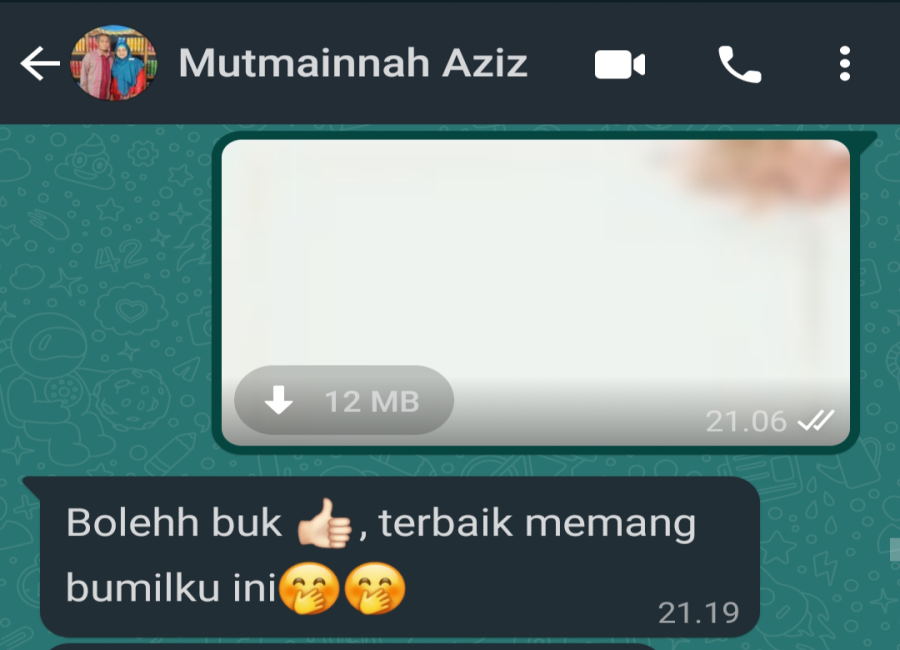 Mutmainnah Aziz
12 MB
21.06
Bolehh buk 👍🏻, terbaik memang
bumilku ini🤭🤭
21.19